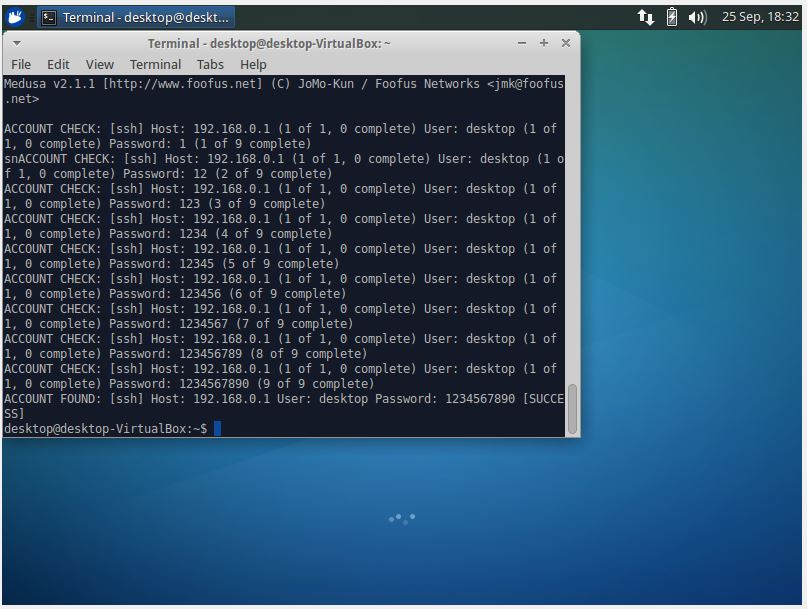 Terminal - desktop@deskt...
25 Sep, 18:32
Terminal - desktop@desktop-VirtualBox: ~
File Edit View Terminal Tabs Help
Medusa v2.1.1 [http://www.foofus.net] (C) JoMo-Kun / Foofus Networks <jmk@foofus
.net>
ACCOUNT CHECK: [ssh] Host: 192.168.0.1 (1 of 1, 0 complete) User: desktop (1 of
1, 0 complete) Password: 1 (1 of 9 complete)
snACCOUNT CHECK: [ssh] Host: 192.168.0.1 (1 of 1, 0 complete) User: desktop (1 o
f 1, 0 complete) Password: 12 (2 of 9 complete)
ACCOUNT CHECK: [ssh] Host: 192.168.0.1 (1 of 1, 0 complete) User: desktop (1 of
1, 0 complete) Password: 123 (3 of 9 complete)
ACCOUNT CHECK: [ssh] Host: 192.168.0.1 (1 of 1, 0 complete) User: desktop (1 of
1, 0 complete) Password: 1234 (4 of 9 complete)
ACCOUNT CHECK: [ssh] Host: 192.168.0.1 (1 of 1, 0 complete) User: desktop (1 of
1, 0 complete) Password: 12345 (5 of 9 complete)
ACCOUNT CHECK: [ssh] Host: 192.168.0.1 (1 of 1, 0 complete) User: desktop (1 of
1, 0 complete) Password: 123456 (6 of 9 complete)
ACCOUNT CHECK: [ssh] Host: 192.168.0.1 (1 of 1, 0 complete) User: desktop (1 of
1, 0 complete) Password: 1234567 (7 of 9 complete)
ACCOUNT CHECK: [ssh] Host: 192.168.0.1 (1 of 1, 0 complete) User: desktop (1 of
1, 0 complete) Password: 123456789 (8 of 9 complete)
ACCOUNT CHECK: [ssh] Host: 192.168.0.1 (1 of 1, 0 complete) User: desktop (1 of
1, 0 complete) Password: 1234567890 (9 of 9 complete)
ACCOUNT FOUND: [ssh] Host: 192.168.0.1 User: desktop Password: 1234567890 [SUCCE
SS]
desktop@desktop-VirtualBox:~$